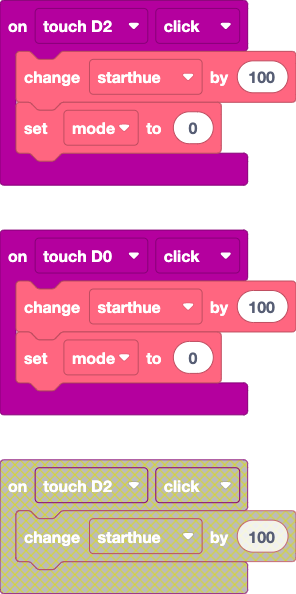 on touch D2 click
change starthue by 100
set mode to 0
on touch D0 click
change starthue by 100
set mode to 0
on touch D2 click
change starthue by 100